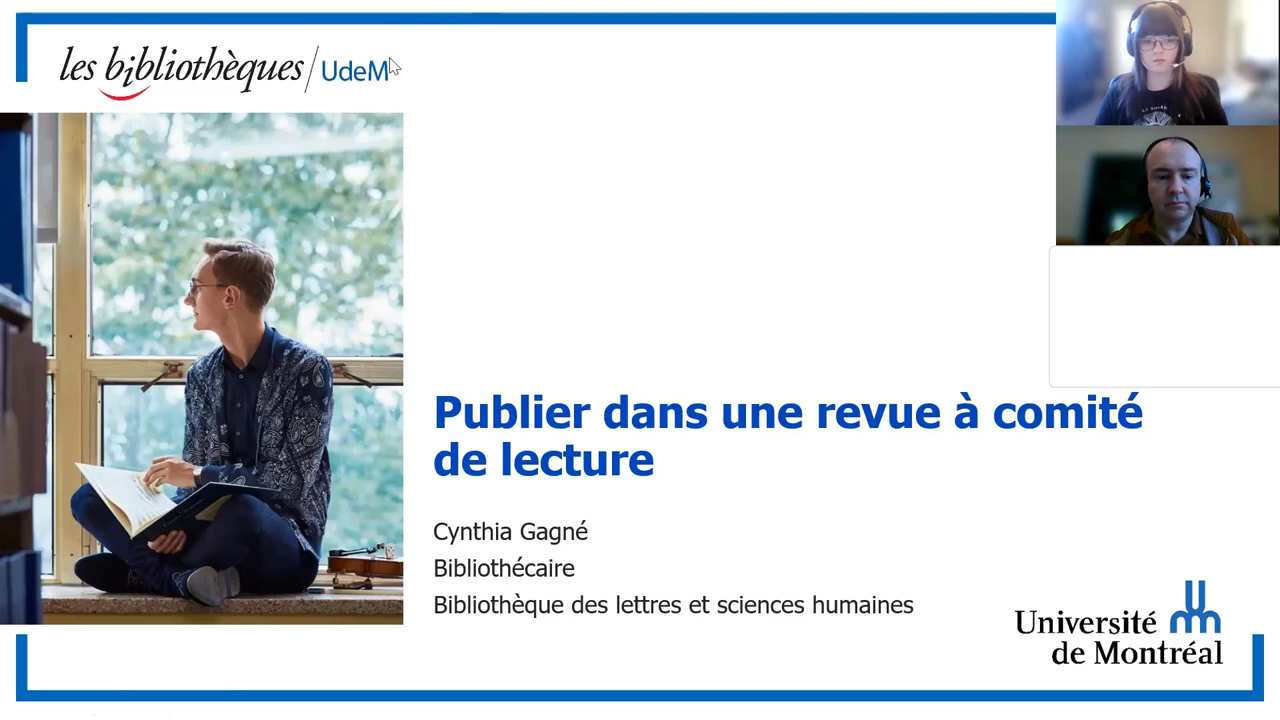 les bibliothèques/UdeM
Publier dans une revue à comité
de lecture
Cynthia Gagné
Bibliothécaire
Bibliothèque des lettres et sciences humaines
Université
de Montréal